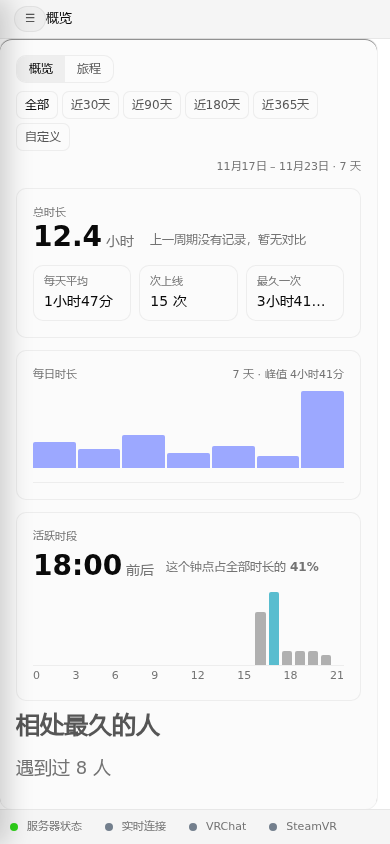 ☰ 概览
概览 旅程
全部 近30天 近90天 近180天 近365天
自定义
11月17日 – 11月23日 · 7 天
总时长
12.4 小时 上一周期没有记录，暂无对比
每天平均 次上线 最久一次
1小时47分 15 次 3小时41…
每日时长 7 天 · 峰值 4小时41分
活跃时段
18:00 前后 这个钟点占全部时长的 41%
0 3 6 9 12 15 18 21
相处最久的人
遇到过 8 人
服务器状态 实时连接 VRChat SteamVR